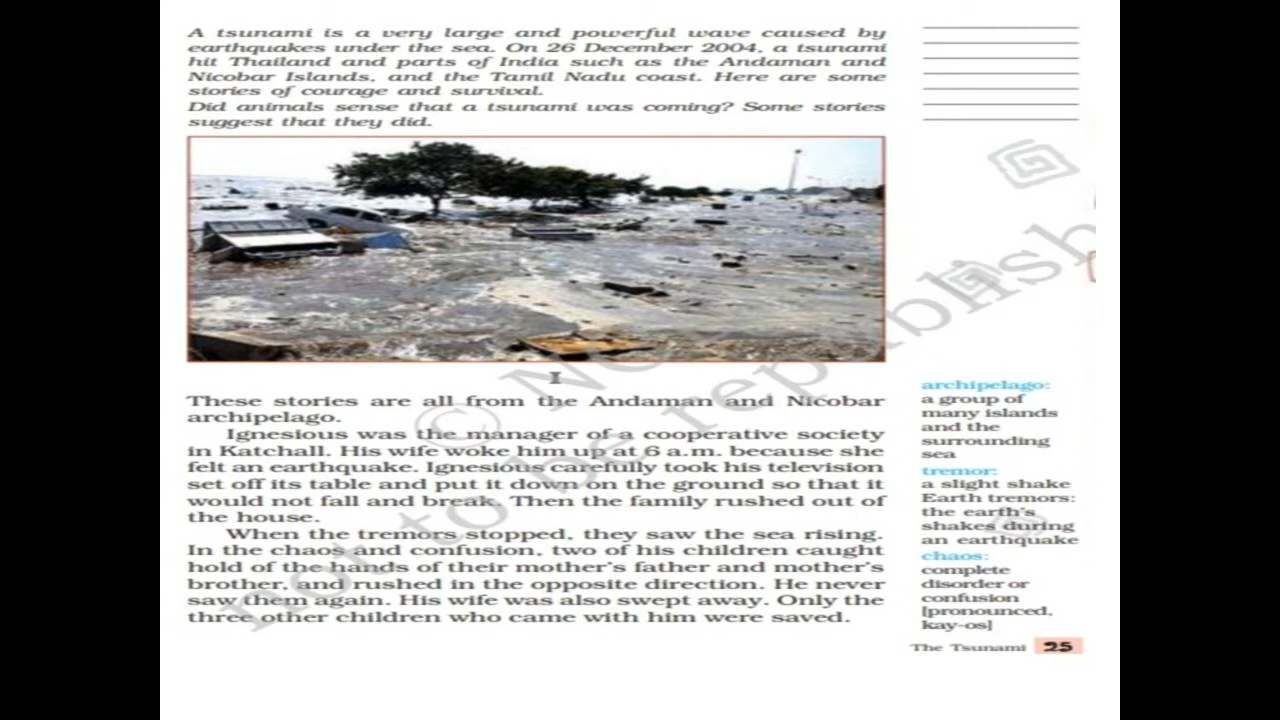 A tsunami is a very large and powerful wave caused by
earthquakes under the sea. On 26 December 2004, a tsunami
hit Thailand and parts of India such as the Andaman and
Nicobar Islands, and the Tamil Nadu coast. Here are some
stories of courage and survival.
Did animals sense that a tsunami was coming? Some stories
suggest that they did.
I
These stories are all from the Andaman and Nicobar
archipelago.
Ignesious was the manager of a cooperative society
in Katchall. His wife woke him up at 6 a.m. because she
felt an earthquake. Ignesious carefully took his television
set off its table and put it down on the ground so that it
would not fall and break. Then the family rushed out of
the house.
When the tremors stopped, they saw the sea rising.
In the chaos and confusion, two of his children caught
hold of the hands of their mother's father and mother's
brother, and rushed in the opposite direction. He never
saw them again. His wife was also swept away. Only the
three other children who came with him were saved.
archipelago:
a group of
many islands
and the
surrounding
sea
tremor:
a slight shake
Earth tremors:
the earth's
shakes during
an earthquake
chaos:
complete
disorder or
confusion
[pronounced,
kay-os]
The Tsunami 25
not to be republish